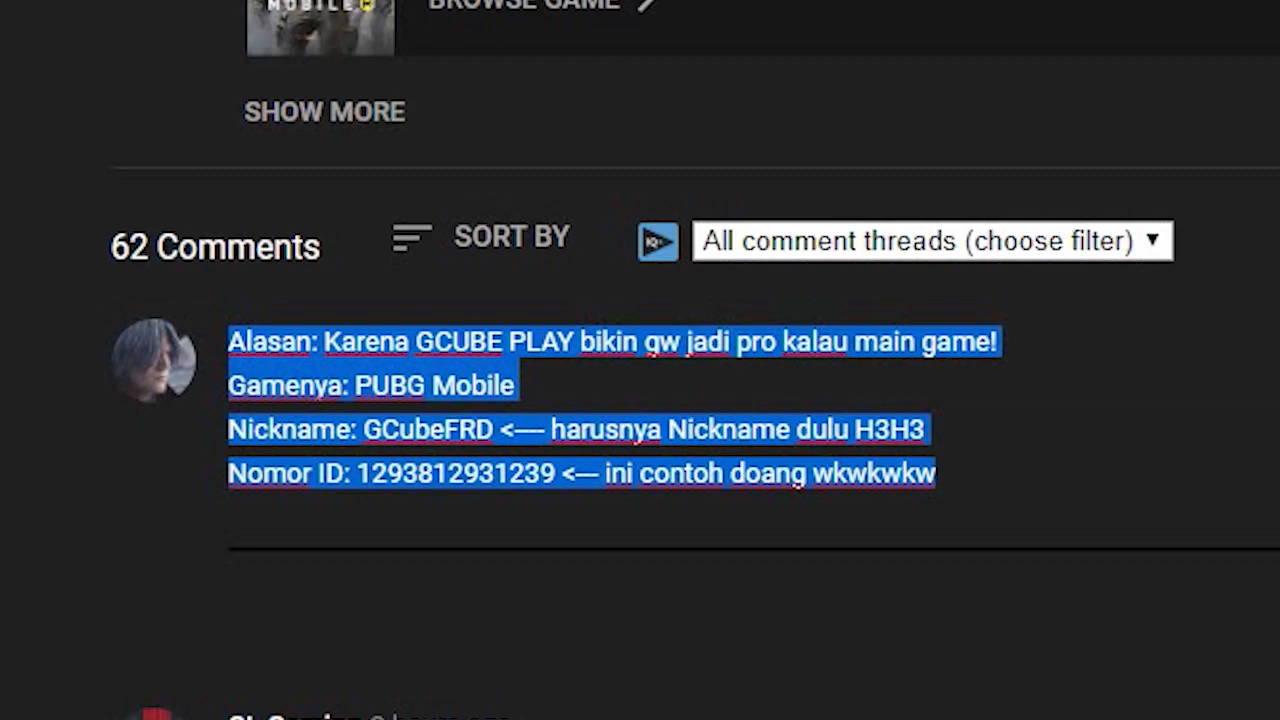 MOBILE
BROWSE GAME
SHOW MORE
62 Comments
SORT BY
All comment threads (choose filter)
Alasan: Karena GCUBE PLAY bikin gw jadi pro kalau main game!
Gamenya: PUBG Mobile
Nickname: GCubeFRD <---- harusnya Nickname dulu H3H3
Nomor ID: 1293812931239 <--- ini contoh doang wkwkwkw